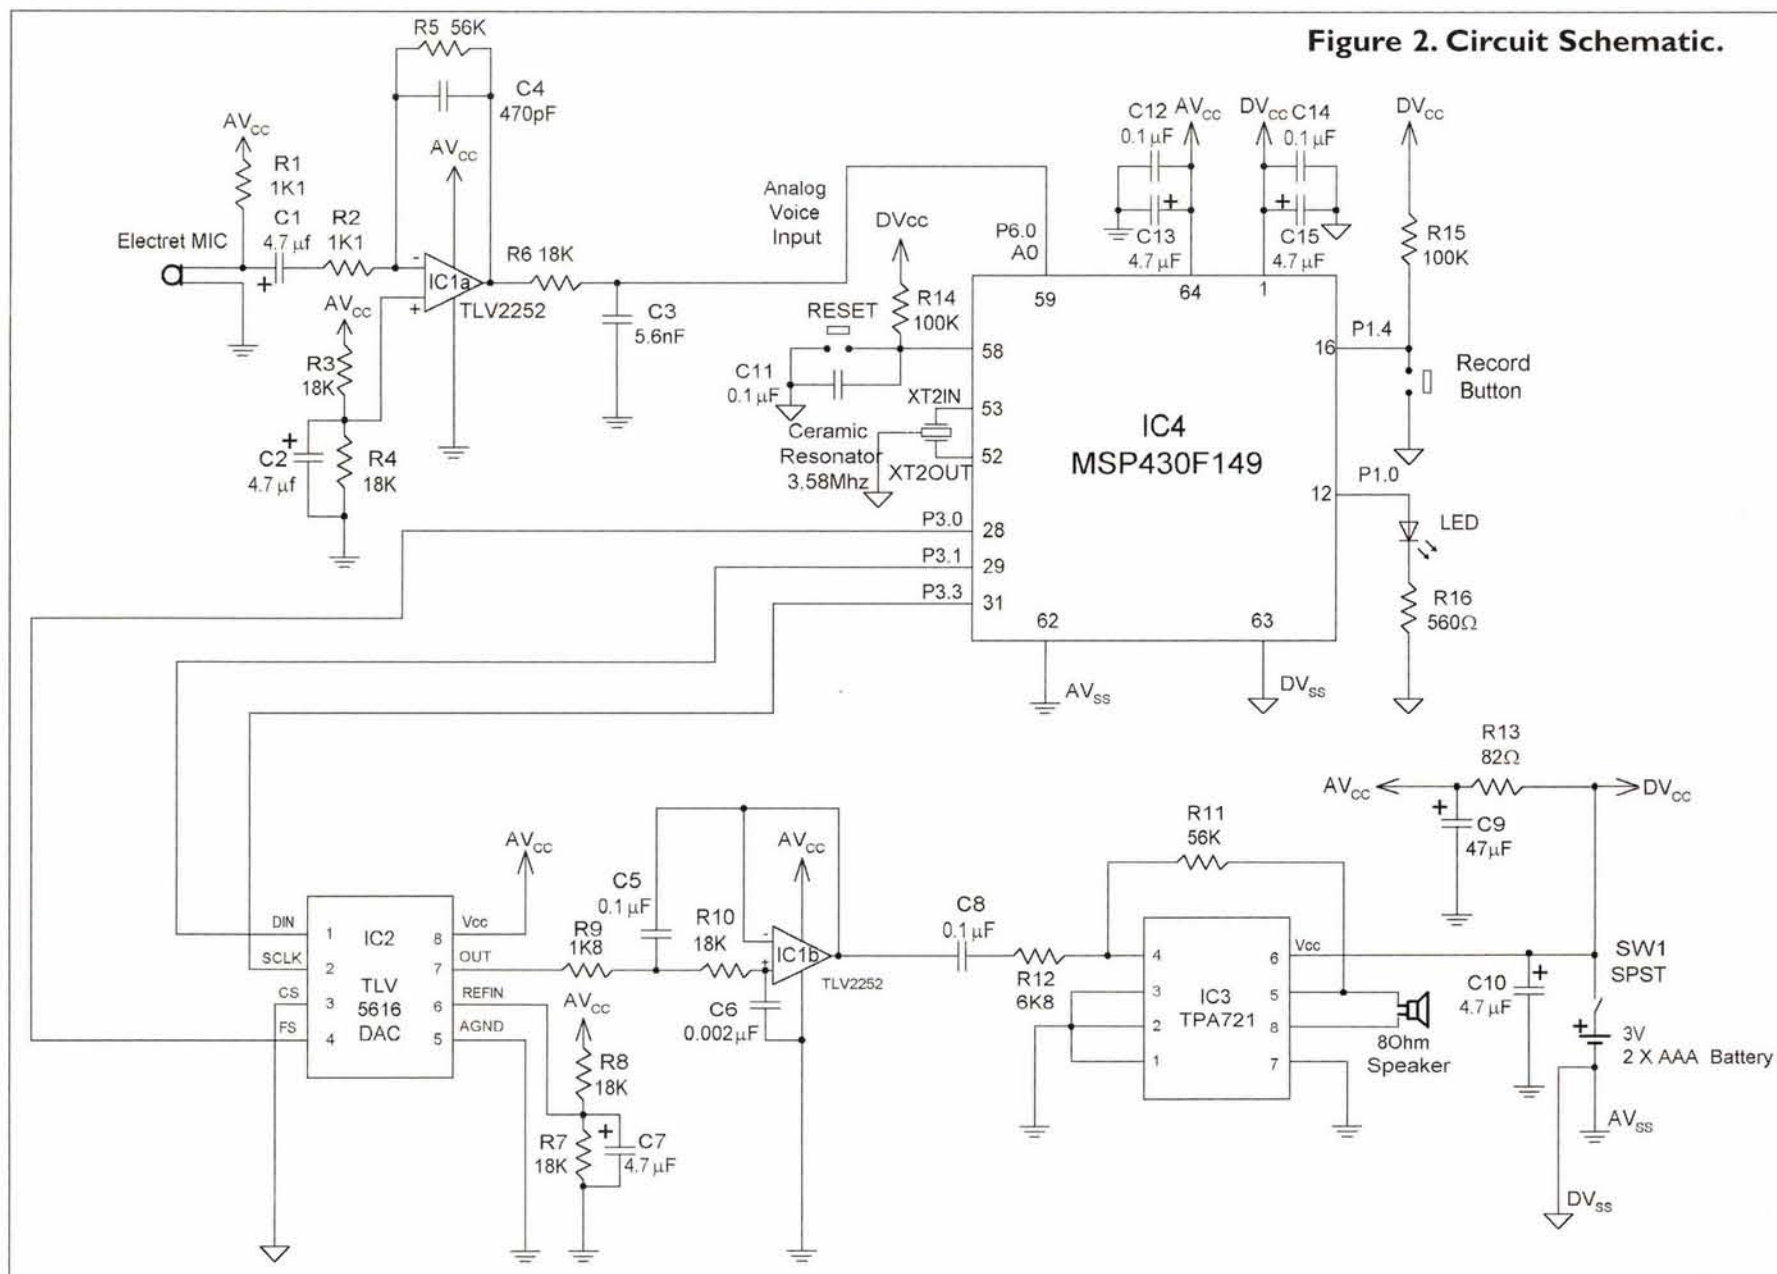 Figure 2. Circuit Schematic.
R5 56K
C4
470pF
AVCC
R1
1K1
C1
4.7 µf
R2
1K1
Electret MIC
+
AVCC
-
+
IC1a
TLV2252
R6 18K
AVCC
R3
18K
+
C2
4.7 µf
R4
18K
C3
5.6nF
Analog
Voice
Input
P6.0
A0
59
DVcc
R14
100K
RESET
C11
0.1 µF
58
XT2IN
53
Ceramic
Resonator
3,58Mhz
XT2OUT
52
P3.0
28
P3.1
29
P3.3
31
C12
0.1 µF
AVCC
+
C13
4.7 µF
64
DVCC
C14
0.1 µF
+
C15
4.7 µF
1
IC4
MSP430F149
62
AVSS
63
DVSS
DVCC
R15
100K
P1.4
16
Record
Button
P1.0
12
LED
R16
560Ω
DIN
1
SCLK
2
CS
3
FS
4
IC2
TLV
5616
DAC
Vcc
8
OUT
7
REFIN
6
AGND
5
AVCC
R9
1K8
C5
0.1 µF
R10
18K
C6
0.002 µF
AVCC
-
+
IC1b
TLV2252
AVCC
R8
18K
R7
18K
+
C7
4.7 µF
C8
0.1 µF
R12
6K8
R11
56K
4
3
2
1
IC3
TPA721
Vcc
6
5
8
7
8Ohm
Speaker
AVCC
R13
82Ω
DVCC
+
C9
47µF
+
C10
4.7 µF
SW1
SPST
+
3V
2 X AAA Battery
AVSS
DVSS